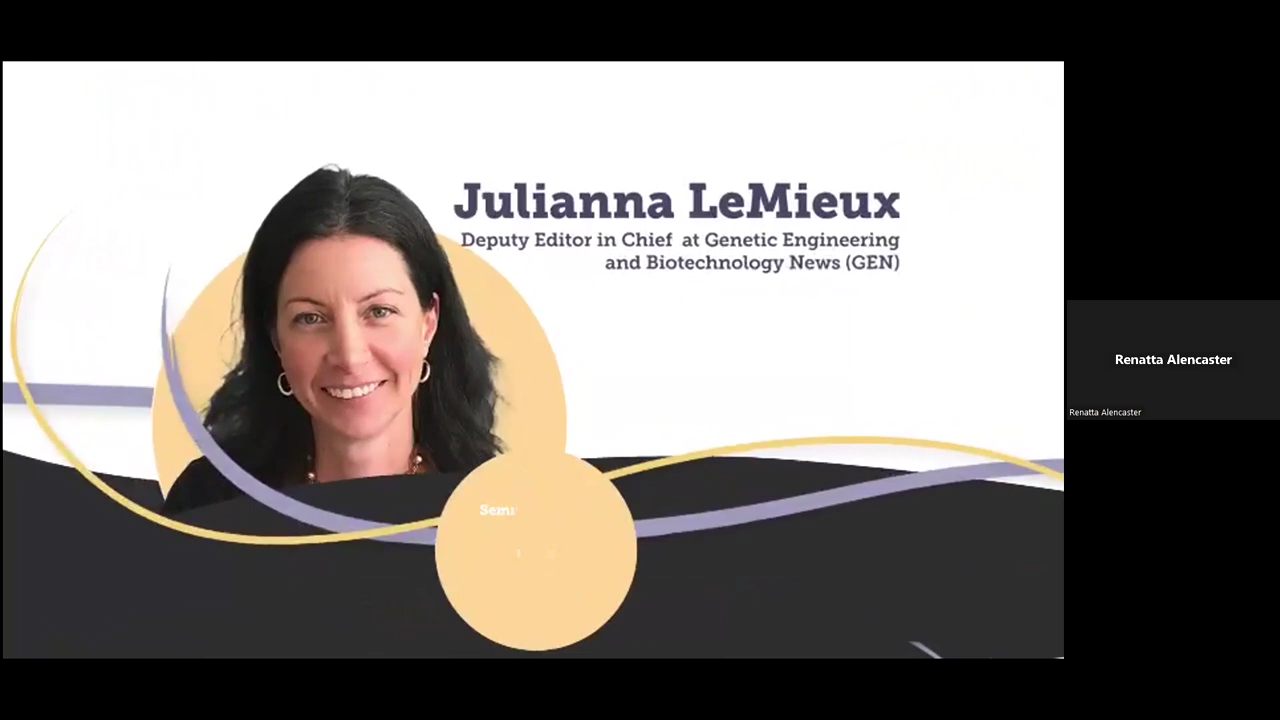 Julianna LeMieux
Deputy Editor in Chief at Genetic Engineering
and Biotechnology News (GEN)
Renatta Alencaster
Renatta Alencaster